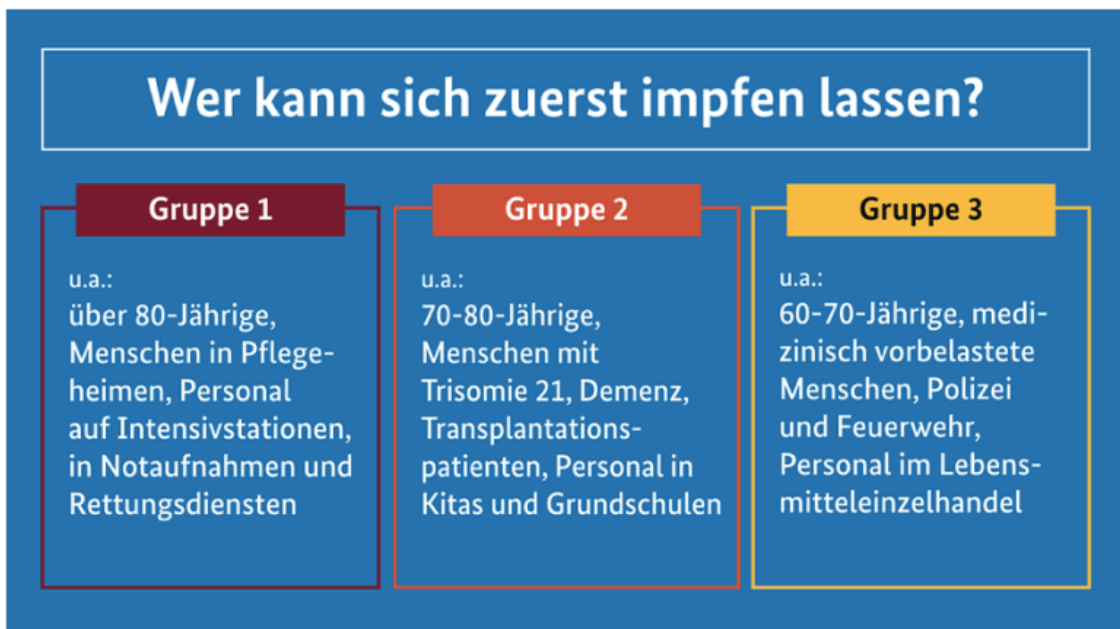 Wer kann sich zuerst impfen lassen?
Gruppe 1
u.a.:
über 80-Jährige,
Menschen in Pflege-
heimen, Personal
auf Intensivstationen,
in Notaufnahmen und
Rettungsdiensten
Gruppe 2
u.a.:
70-80-Jährige,
Menschen mit
Trisomie 21, Demenz,
Transplantations-
patienten, Personal in
Kitas und Grundschulen
Gruppe 3
u.a.:
60-70-Jährige, medi-
zinisch vorbelastete
Menschen, Polizei
und Feuerwehr,
Personal im Lebens-
mitteleinzelhandel